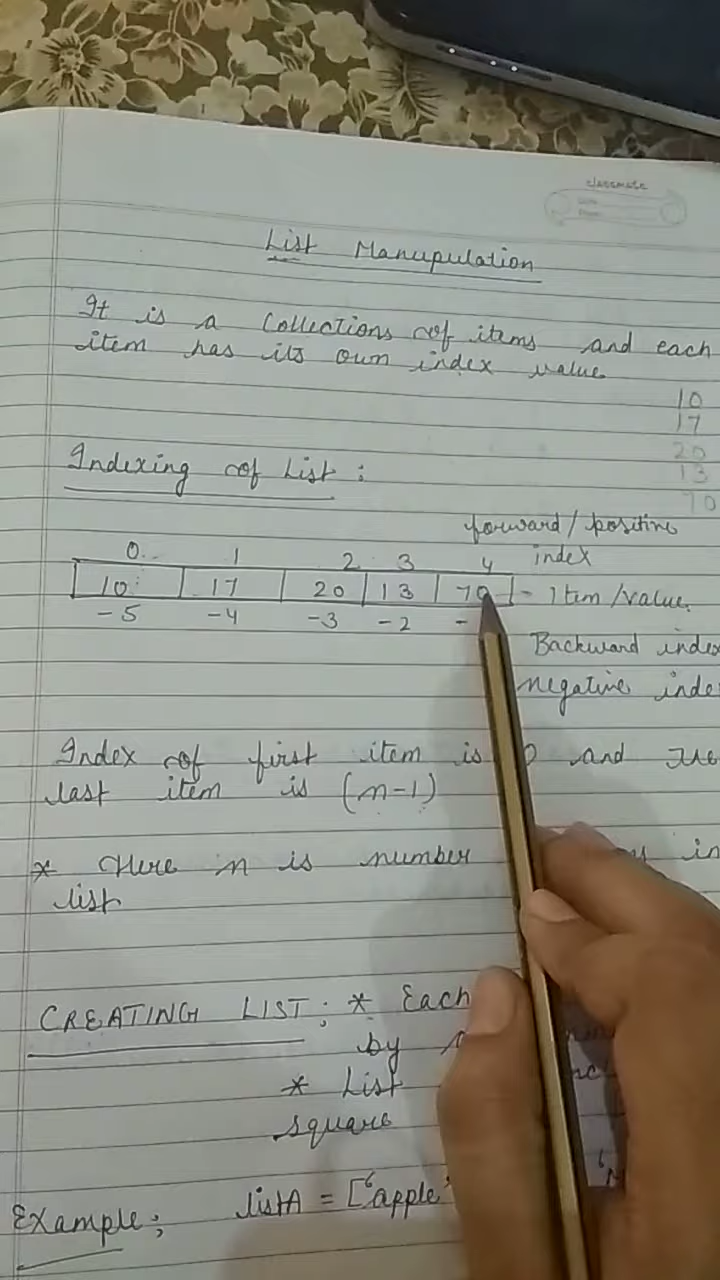 classmate
List Manupulation
It is a Collections of items and each
item has its own index value
10
17
20
13
70
Indexing of List :
forward/positive
index
0 1 2 3 4
10 17 20 13 70 - Item/value
-5 -4 -3 -2 -
Backward index
negative inde
Index of first item is 0 and
last item is (n-1)
* Here n is number in
list
CREATING LIST : * Each
by
* List
square
Example ; listA = ['apple'